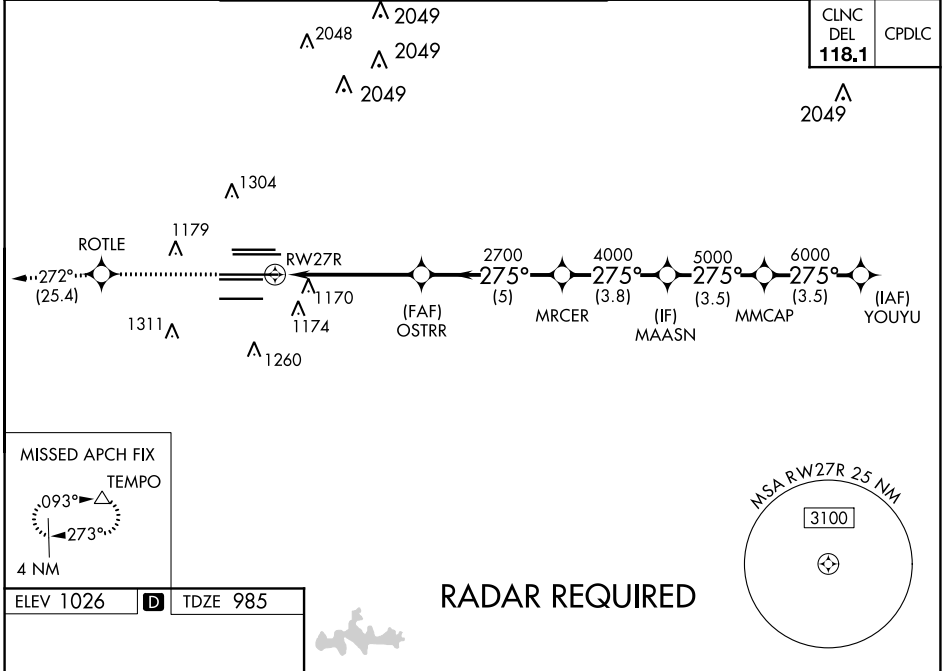 2049
2048
2049
2049
CLNC
DEL
118.1
CPDLC
2049
1304
1179
ROTLE
RW27R
272°
(25.4)
1170
1174
1311
1260
(FAF)
OSTRR
2700
275°
(5)
MRCER
4000
275°
(3.8)
(IF)
MAASN
5000
275°
(3.5)
MMCAP
6000
275°
(3.5)
(IAF)
YOUYU
MISSED APCH FIX
TEMPO
093°
273°
4 NM
MSA RW27R 25 NM
3100
ELEV 1026 D TDZE 985
RADAR REQUIRED